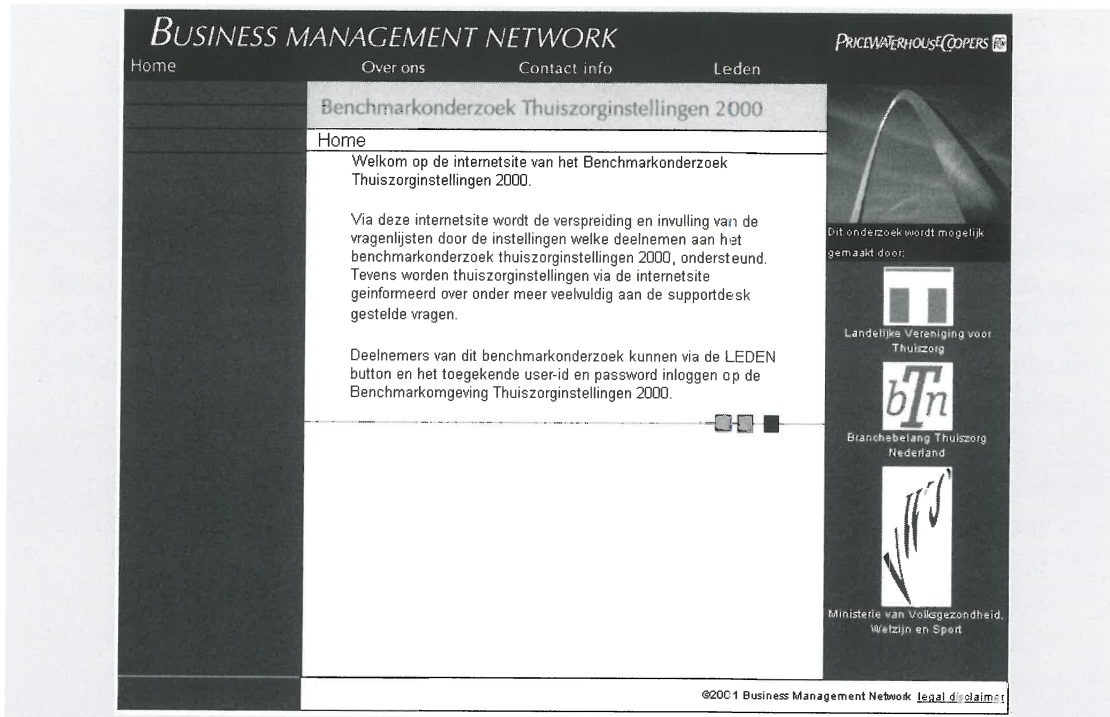 BUSINESS MANAGEMENT NETWORK
PRICEWATERHOUSECOOPERS
Home Over ons Contact info Leden
Benchmarkonderzoek Thuiszorginstellingen 2000
Home
Welkom op de internetsite van het Benchmarkonderzoek
Thuiszorginstellingen 2000.
Via deze internetsite wordt de verspreiding en invulling van de
vragenlijsten door de instellingen welke deelnemen aan het
benchmarkonderzoek thuiszorginstellingen 2000, ondersteund.
Tevens worden thuiszorginstellingen via de internetsite
geinformeerd over onder meer veelvuldig aan de supportdesk
gestelde vragen.
Deelnemers van dit benchmarkonderzoek kunnen via de LEDEN
button en het toegekende user-id en password inloggen op de
Benchmarkomgeving Thuiszorginstellingen 2000.
Dit onderzoek wordt mogelijk
gemaakt door:
Landelijke Vereniging voor
Thuiszorg
bTn
Branchebelang Thuiszorg
Nederland
VWS
Ministerie van Volksgezondheid,
Welzijn en Sport
©2001 Business Management Network legal disclaimer